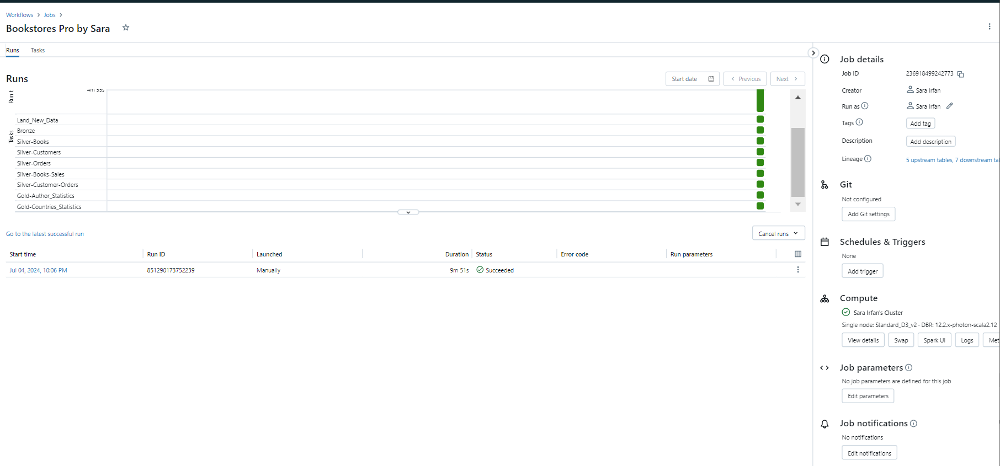 Workflows > Jobs >
Bookstores Pro by Sara
Runs Tasks
Runs
Start date
Previous
Next
Run t
Tasks
Land_New_Data
Bronze
Silver-Books
Silver-Customers
Silver-Orders
Silver-Books-Sales
Silver-Customer-Orders
Gold-Author_Statistics
Gold-Countries_Statistics
Go to the latest successful run
Cancel runs
Start time Run ID Launched Duration Status Error code Run parameters
Jul 04, 2024, 10:06 PM 851290173752239 Manually 9m 51s Succeeded
Job details
Job ID 236918499242773
Creator Sara Irfan
Run as Sara Irfan
Tags Add tag
Description Add description
Lineage 5 upstream tables, 7 downstream ta
Git
Not configured
Add Git settings
Schedules & Triggers
None
Add trigger
Compute
Sara Irfan's Cluster
Single node: Standard_D3_v2 · DBR: 12.2.x-photon-scala2.12
View details Swap Spark UI Logs Met
Job parameters
No job parameters are defined for this job
Edit parameters
Job notifications
No notifications
Edit notifications